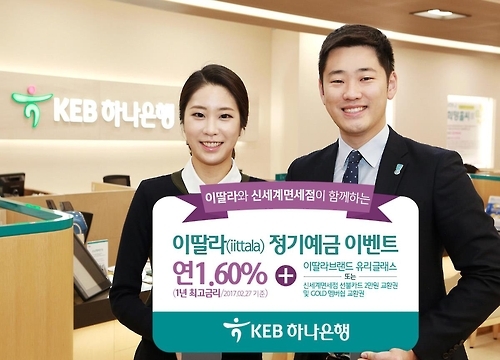 KEB 하나은행
이딸라와 신세계면세점이 함께하는
이딸라(iittala) 정기예금 이벤트
연1.60%
(1년 최고금리/2017.02.27 기준)
+
이딸라브랜드 유리글래스
또는
신세계면세점 선불카드 2만원 교환권
및 GOLD 멤버쉽 교환권
KEB 하나은행